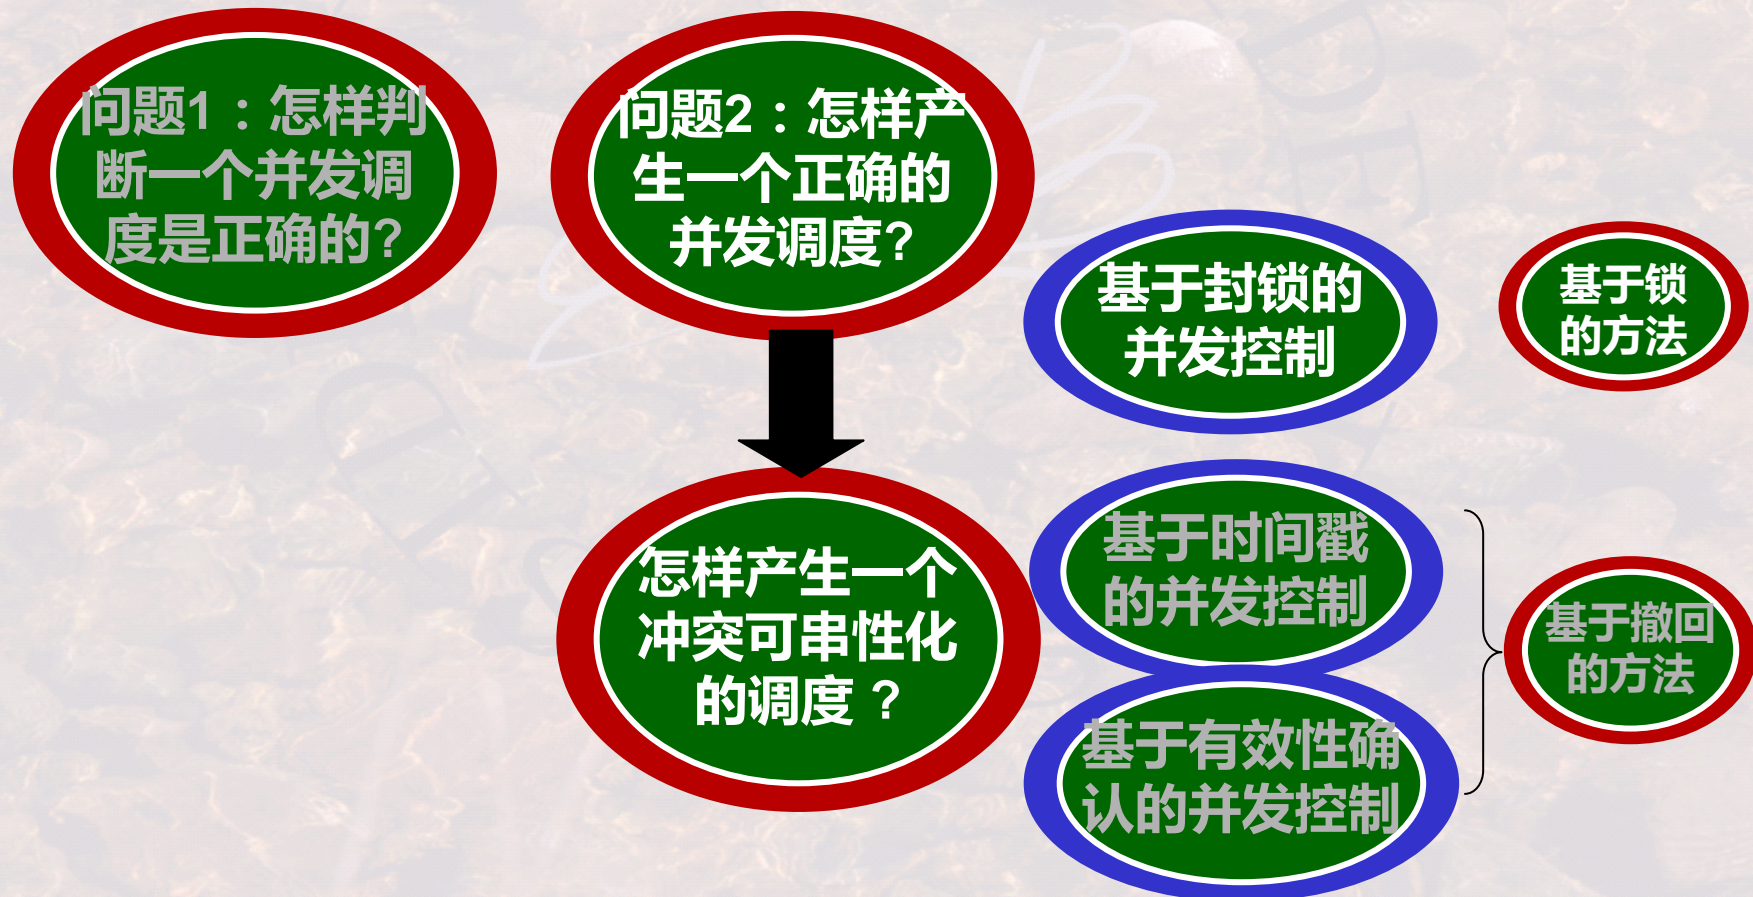 问题1：怎样判
断一个并发调
度是正确的？
问题2：怎样产
生一个正确的
并发调度？
怎样产生一个
冲突可串性化
的调度 ？
基于封锁的
并发控制
基于锁
的方法
基于时间戳
的并发控制
基于有效性确
认的并发控制
基于撤回
的方法